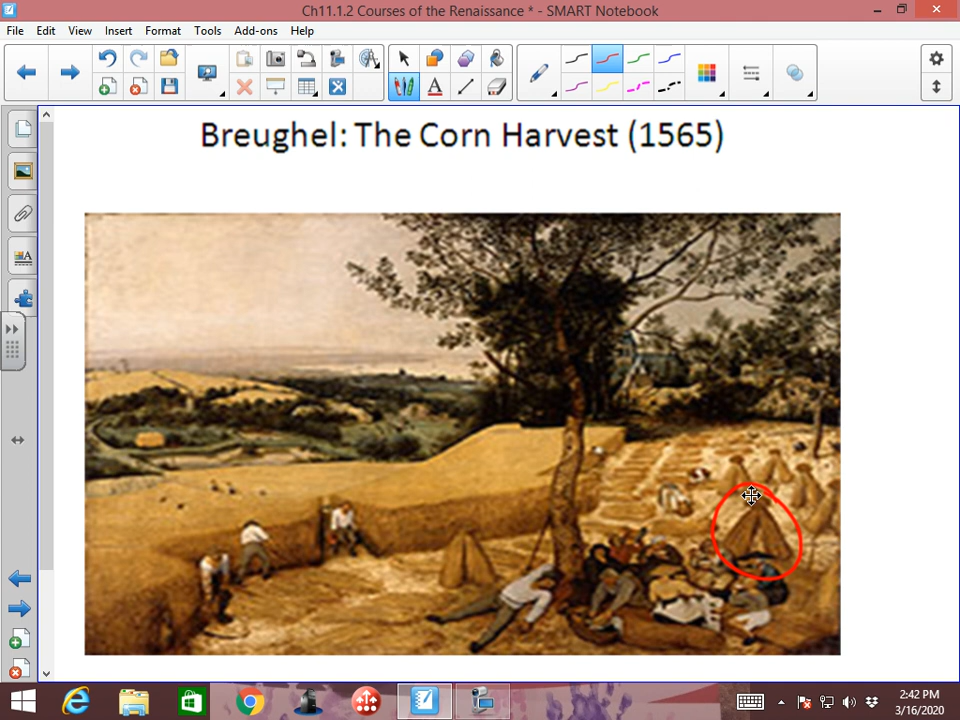 Ch11.1.2 Courses of the Renaissance * - SMART Notebook
File Edit View Insert Format Tools Add-ons Help
Breughel: The Corn Harvest (1565)
2:42 PM
3/16/2020